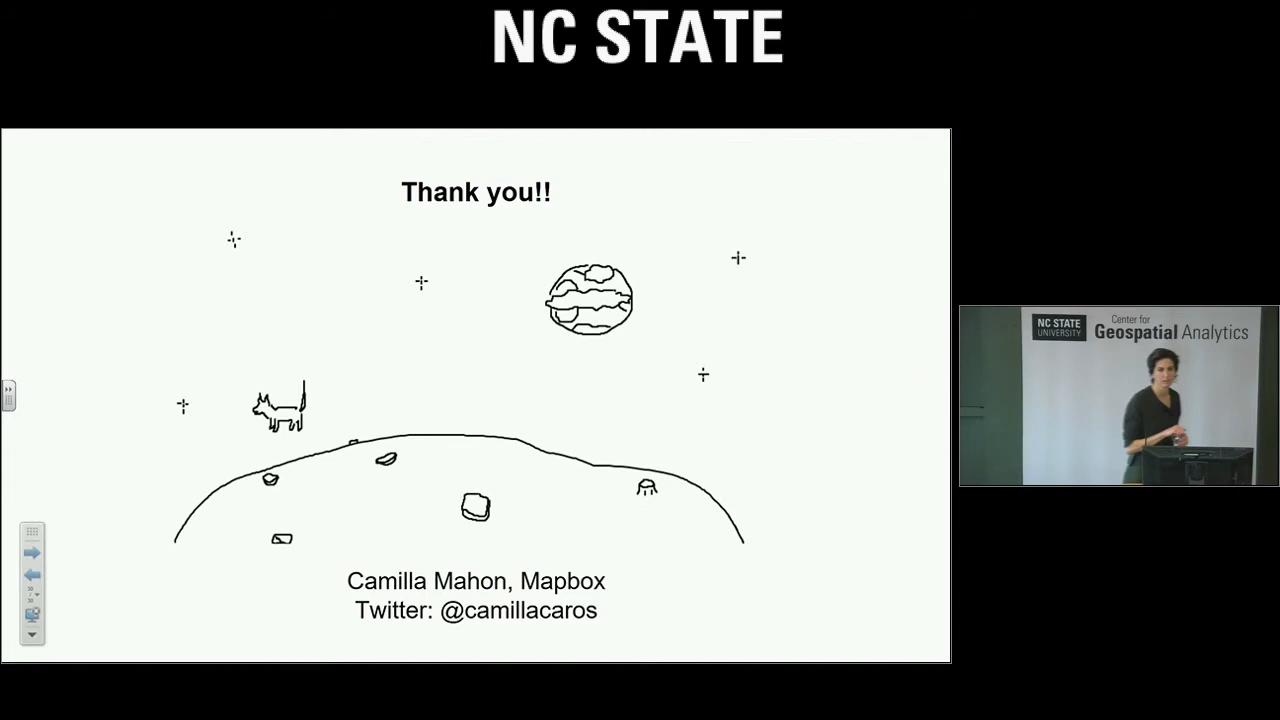 NC STATE
Thank you!!
Camilla Mahon, Mapbox
Twitter: @camillacaros
NC STATE
UNIVERSITY
Center for
Geospatial Analytics